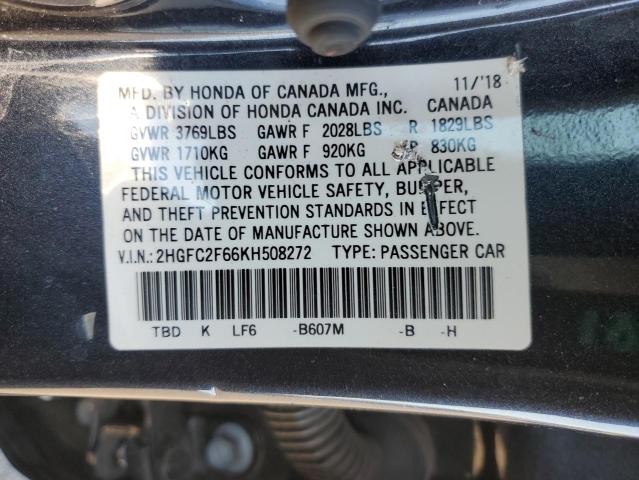 MFD. BY HONDA OF CANADA MFG., 11/'18
A DIVISION OF HONDA CANADA INC. CANADA
GVWR 3769LBS GAWR F 2028LBS R 1829LBS
GVWR 1710KG GAWR F 920KG R 830KG
THIS VEHICLE CONFORMS TO ALL APPLICABLE
FEDERAL MOTOR VEHICLE SAFETY, BUMPER,
AND THEFT PREVENTION STANDARDS IN EFFECT
ON THE DATE OF MANUFACTURE SHOWN ABOVE.
V.I.N.: 2HGFC2F66KH508272 TYPE: PASSENGER CAR
TBD K LF6 -B607M -B -H